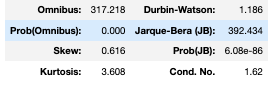 Omnibus: 317.218 Durbin-Watson: 1.186
Prob(Omnibus): 0.000 Jarque-Bera (JB): 392.434
Skew: 0.616 Prob(JB): 6.08e-86
Kurtosis: 3.608 Cond. No. 1.62